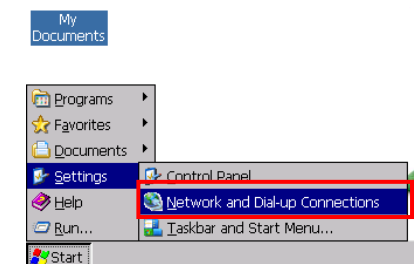 My
Documents
Programs
Favorites
Documents
Settings
Control Panel
Network and Dial-up Connections
Help
Run...
Taskbar and Start Menu...
Start